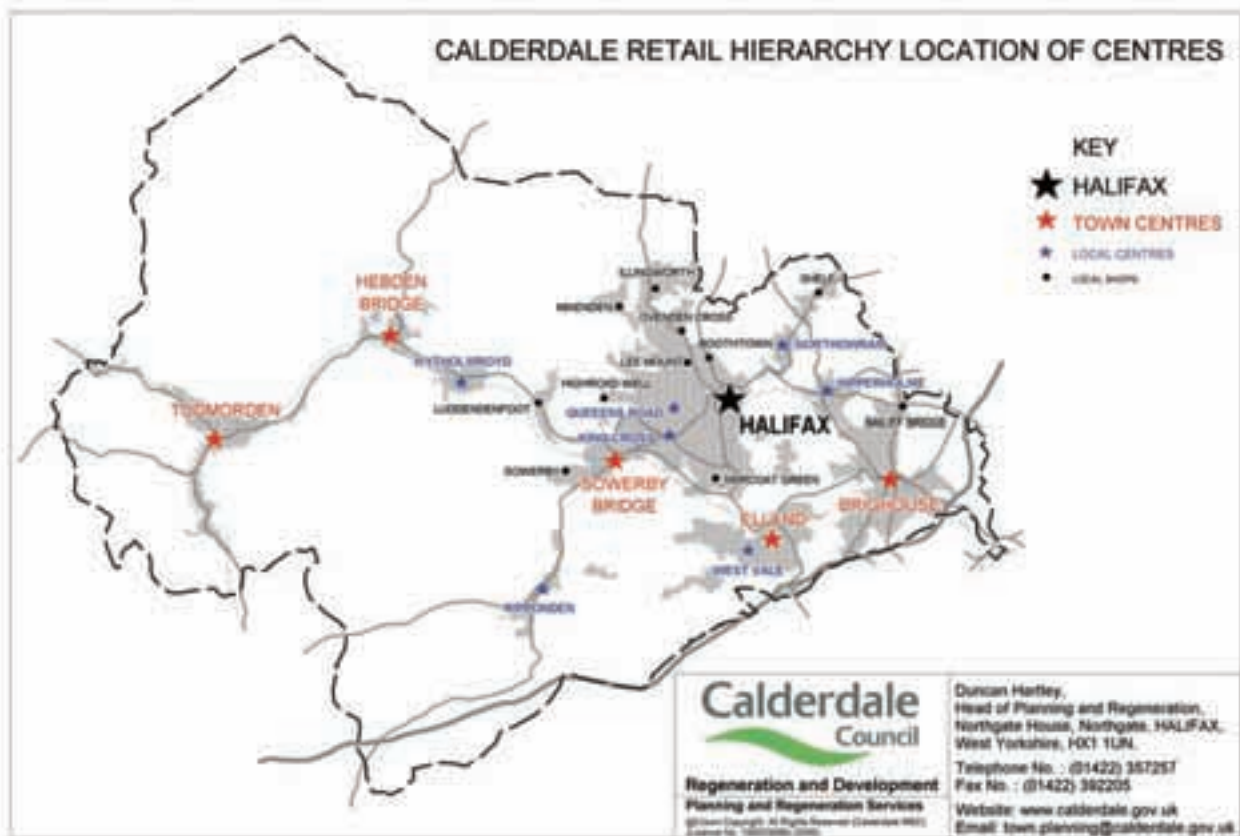 CALDERDALE RETAIL HIERARCHY LOCATION OF CENTRES
KEY
HALIFAX
TOWN CENTRES
LOCAL CENTRES
LOCAL SHOPS
ILLINGWORTH
SHELF
HEBDEN
BRIDGE
MIXENDEN
OVENDEN CROSS
BOOTHTOWN
NORTHOWRAM
LEE MOUNT
MYTHOLMROYD
HIGHROAD WELL
HIPPERHOLME
LUDDENDENFOOT
QUEENS ROAD
TODMORDEN
HALIFAX
BAILIFF BRIDGE
KING CROSS
SOWERBY
SOWERBY
BRIDGE
SKIRCOAT GREEN
BRIGHOUSE
ELLAND
WEST VALE
RIPPONDEN
Calderdale
Council
Regeneration and Development
Planning and Regeneration Services
Duncan Hartley,
Head of Planning and Regeneration,
Northgate House, Northgate, HALIFAX,
West Yorkshire, HX1 1UN.
Telephone No. : (01422) 357257
Fax No. : (01422) 392205
Website: www.calderdale.gov.uk
Email: town.planning@calderdale.gov.uk